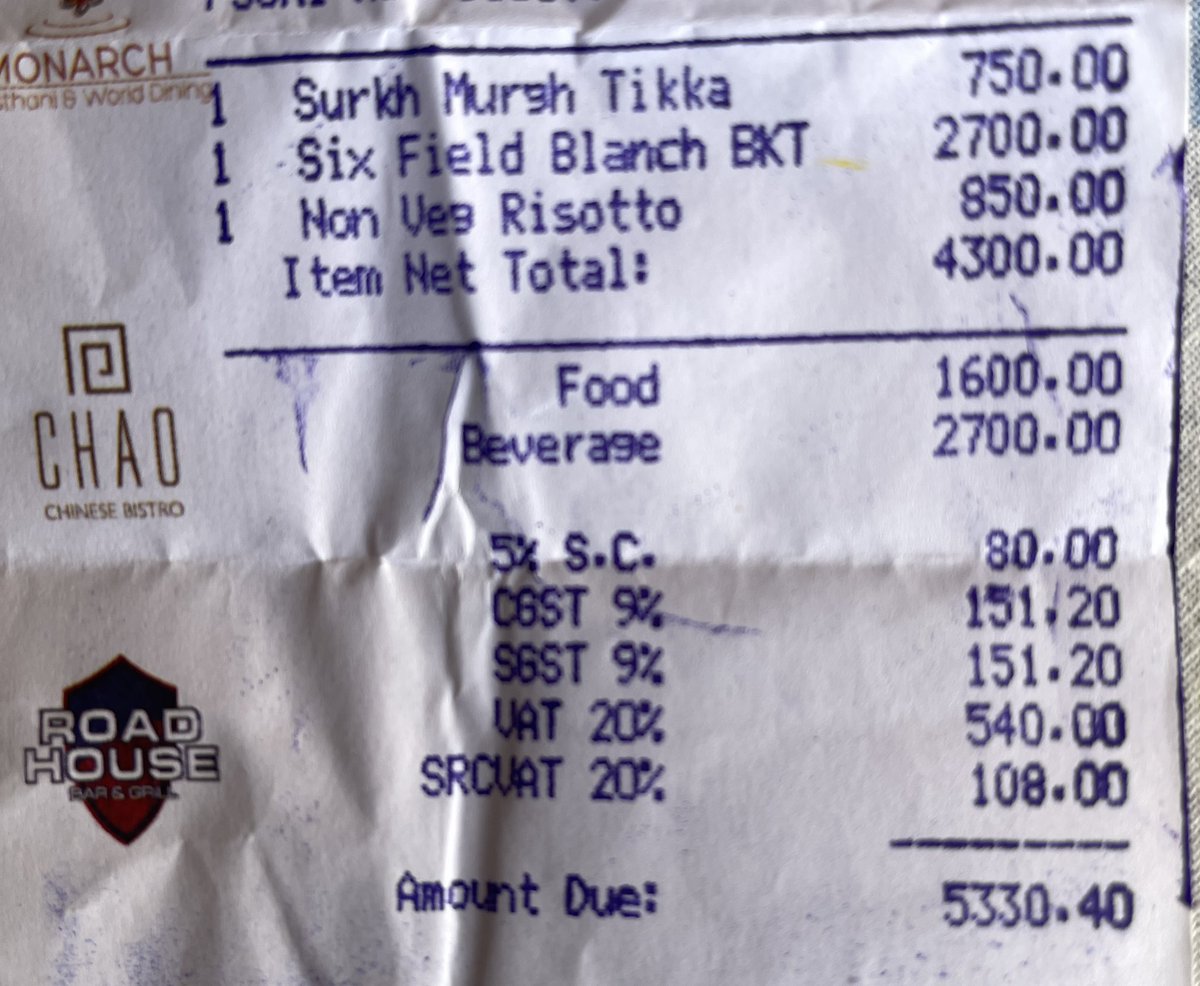 MONARCH
1 Surkh Murgh Tikka 750.00
1 Six Field Blanch BKT 2700.00
1 Non Veg Risotto 850.00
Item Net Total: 4300.00
Food 1600.00
Beverage 2700.00
CHAO
CHINESE BISTRO
5% S.C. 80.00
CGST 9% 151.20
SGST 9% 151.20
VAT 20% 540.00
SRCVAT 20% 108.00
ROAD
HOUSE
BAR & GRILL
Amount Due: 5330.40